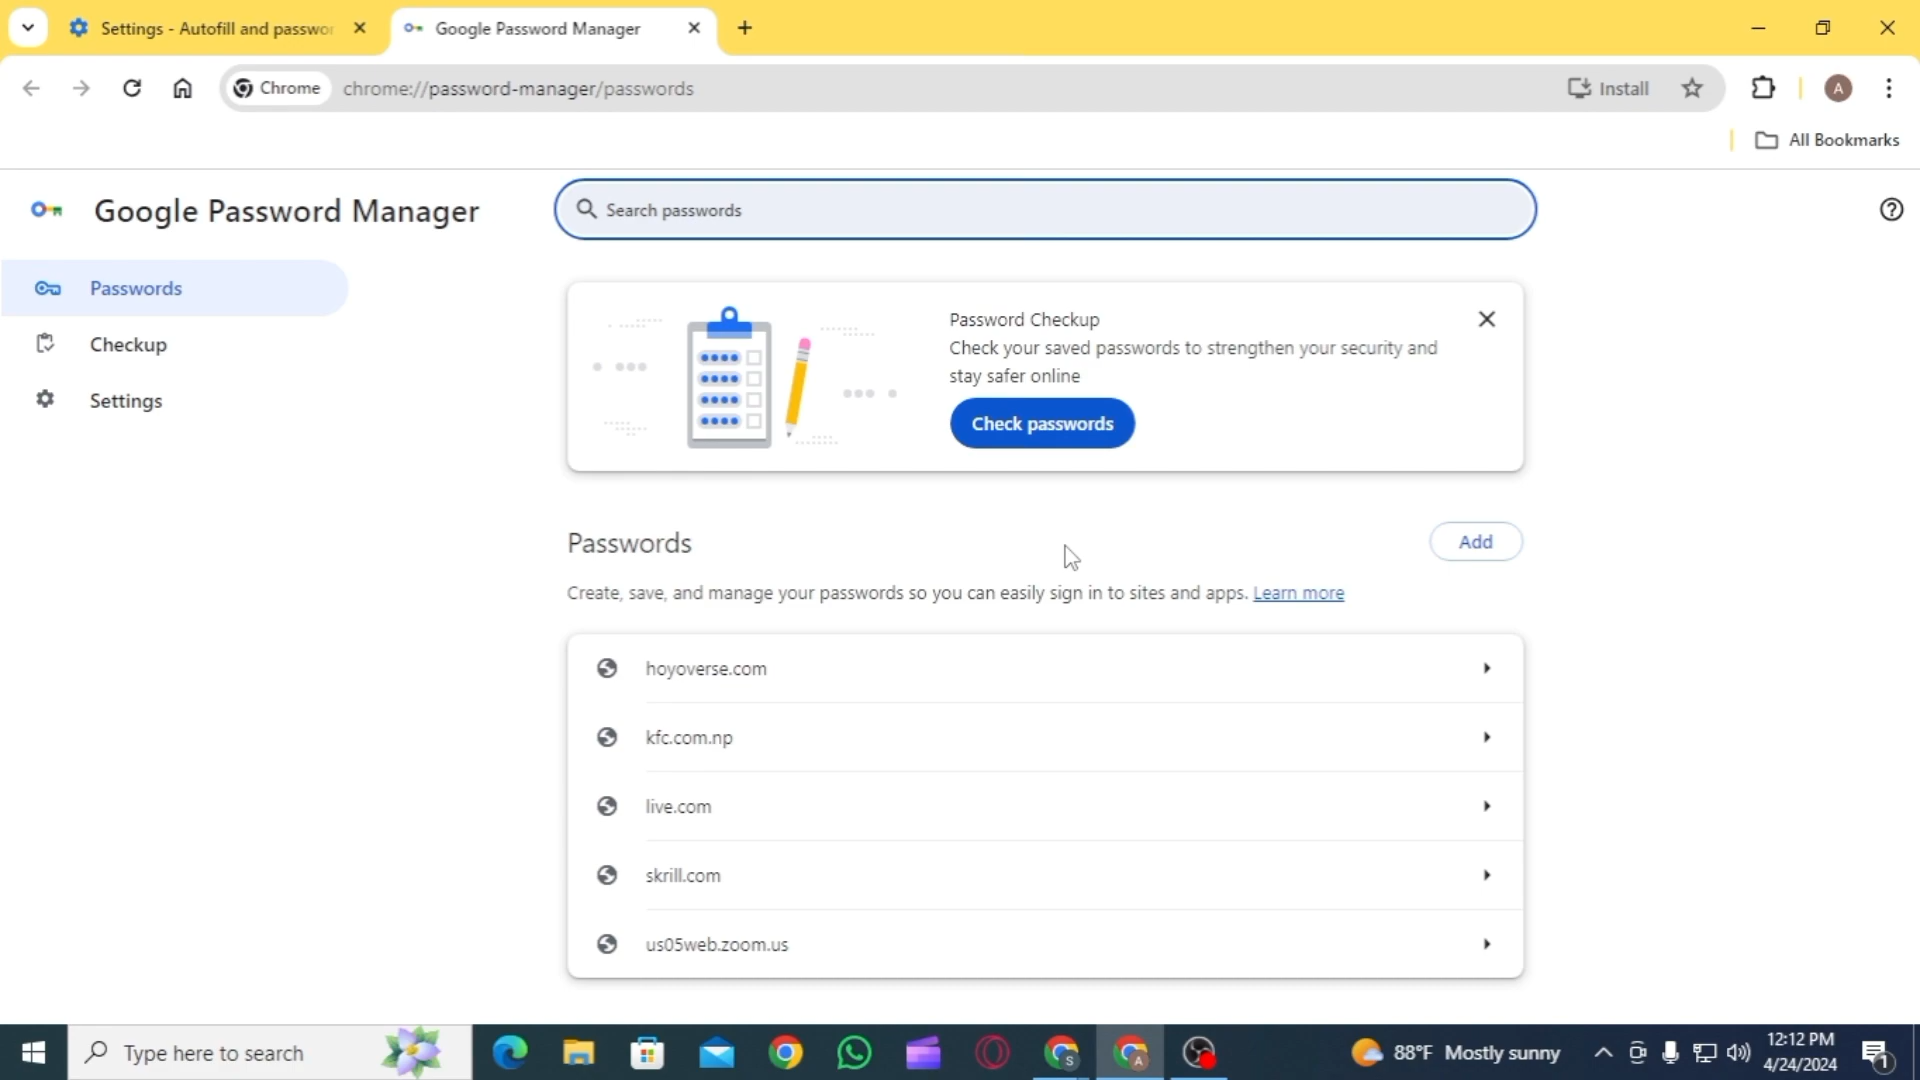 Settings - Autofill and passwor
Google Password Manager
Chrome
chrome://password-manager/passwords
Install
A
All Bookmarks
Google Password Manager
Search passwords
Passwords
Checkup
Settings
Password Checkup
Check your saved passwords to strengthen your security and
stay safer online
Check passwords
Passwords
Add
Create, save, and manage your passwords so you can easily sign in to sites and apps. Learn more
hoyoverse.com
kfc.com.np
live.com
skrill.com
us05web.zoom.us
Type here to search
S
A
88°F Mostly sunny
12:12 PM
4/24/2024
1